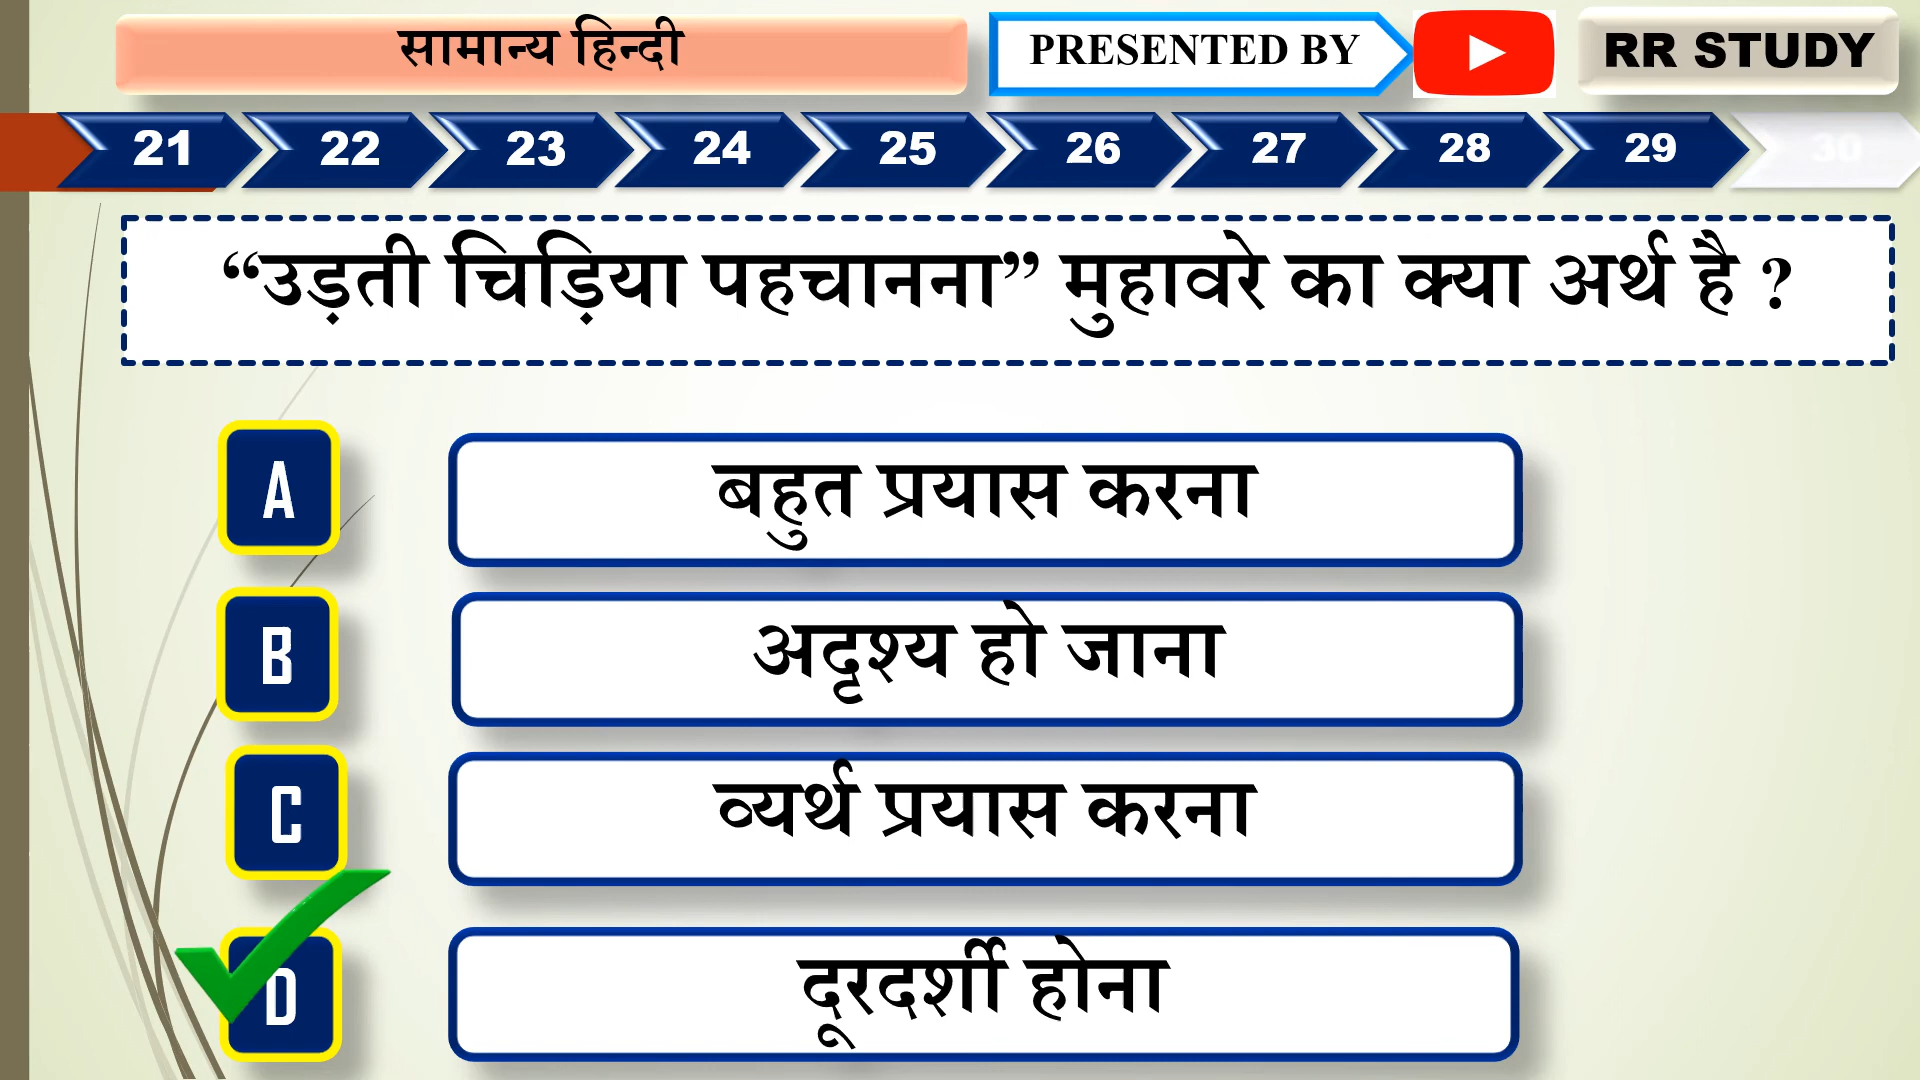 सामान्य हिन्दी
PRESENTED BY
RR STUDY
21 22 23 24 25 26 27 28 29 30
“उड़ती चिड़िया पहचानना” मुहावरे का क्या अर्थ है ?
A बहुत प्रयास करना
B अदृश्य हो जाना
C व्यर्थ प्रयास करना
D दूरदर्शी होना